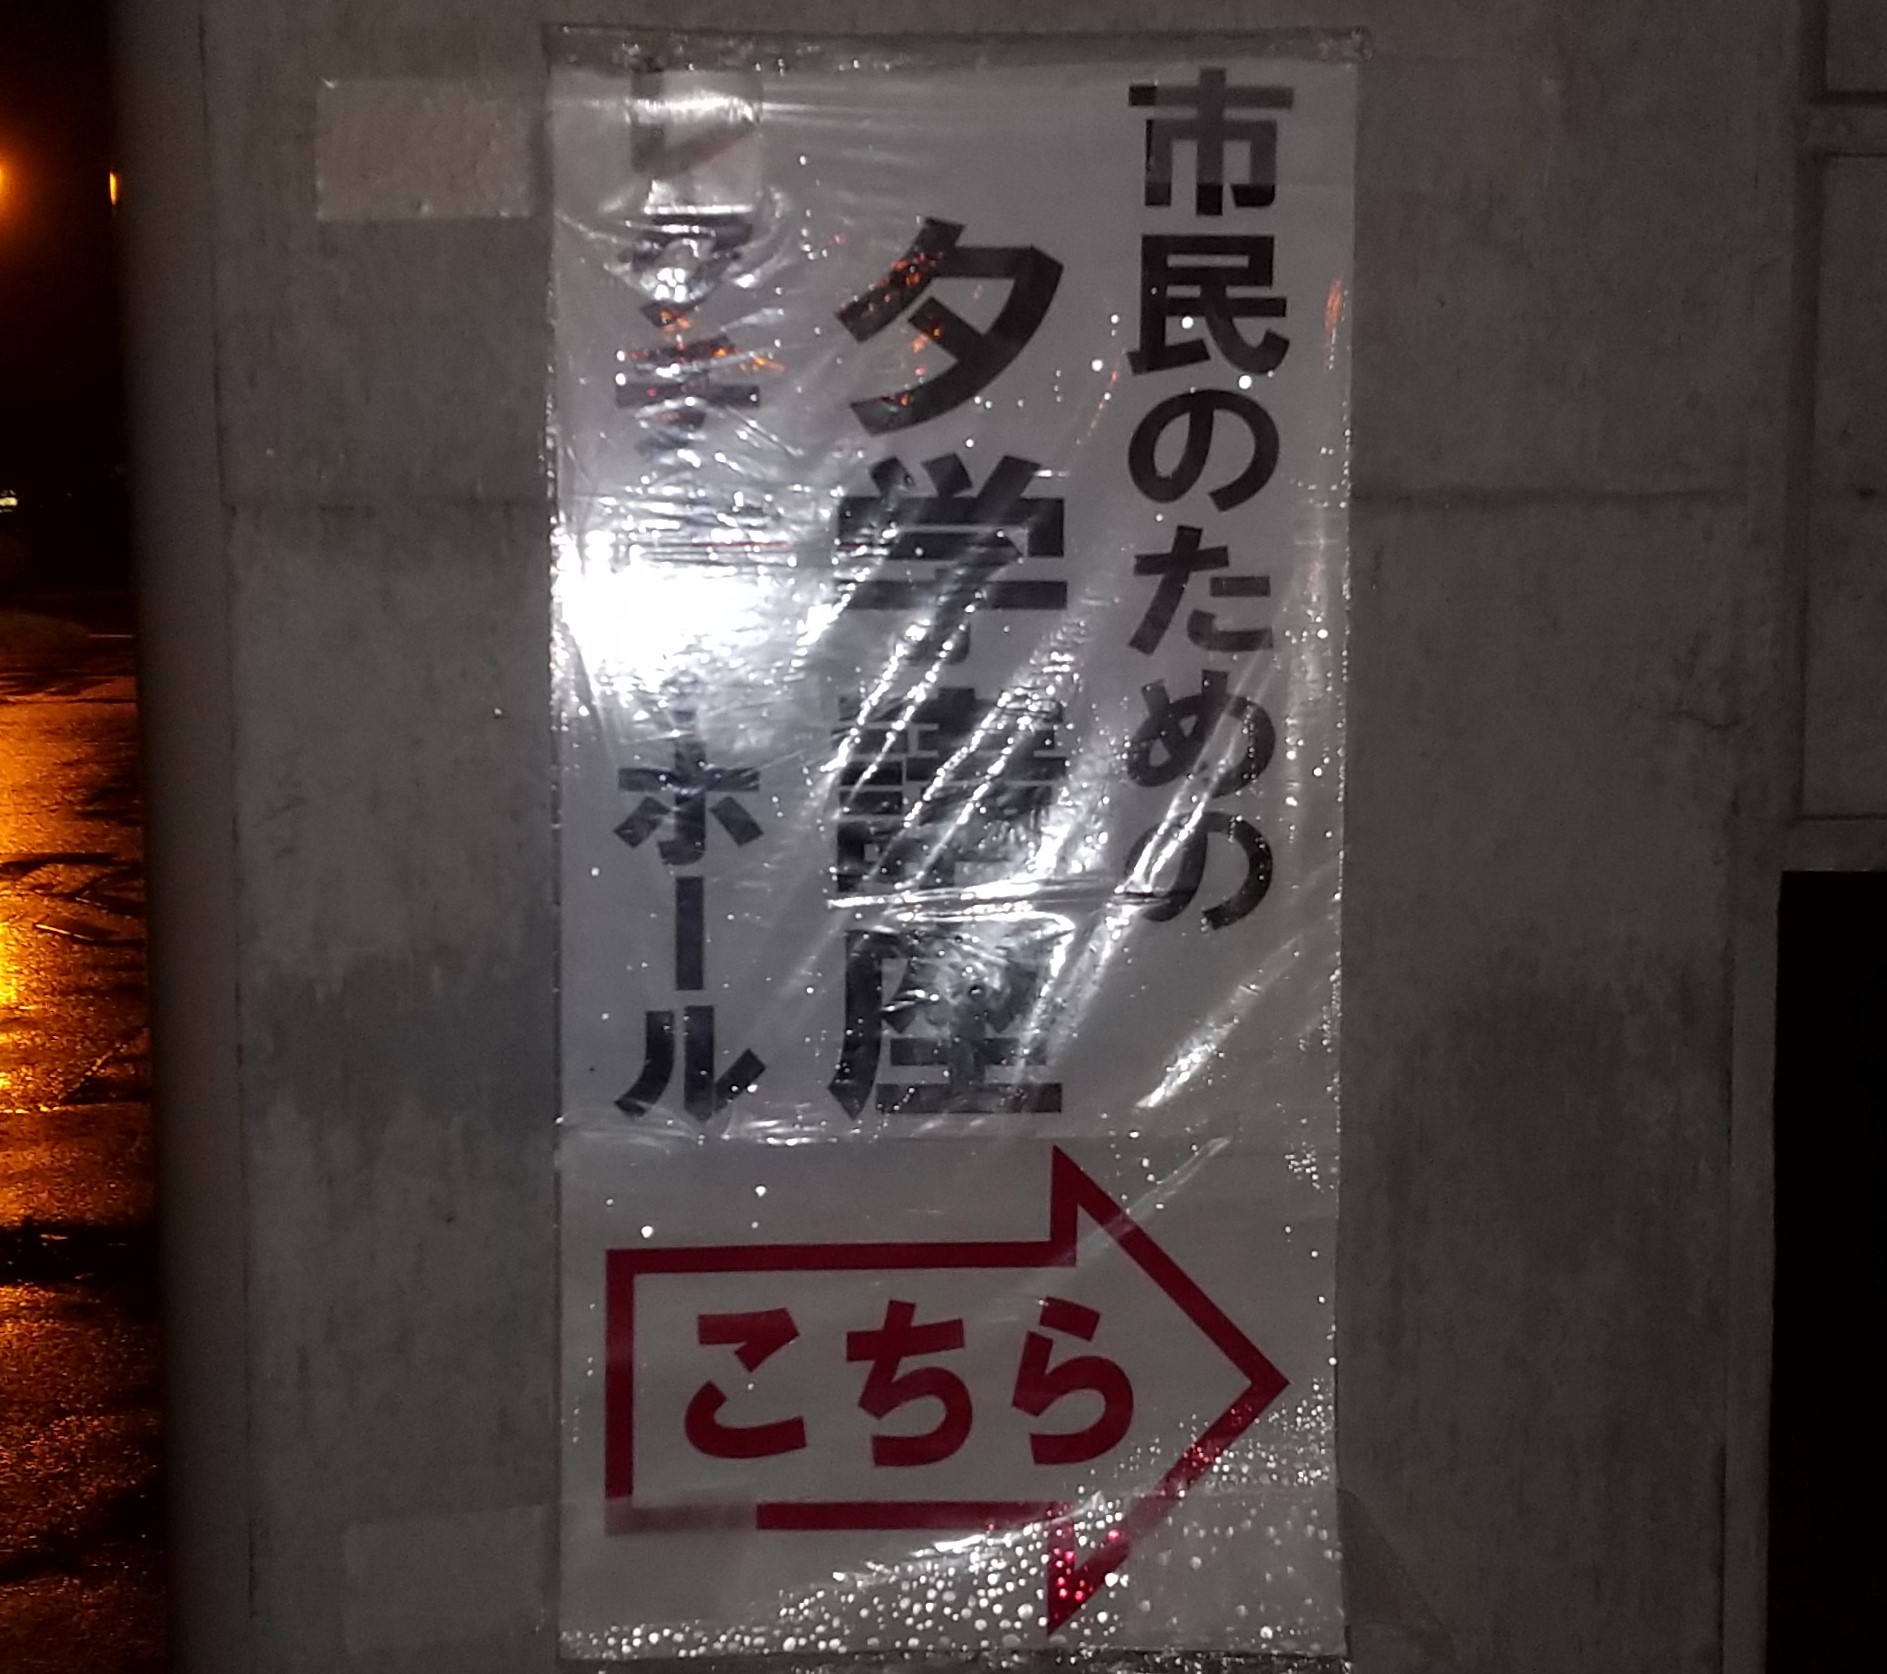 市民のための
夕学講座
レクチャーホール
こちら